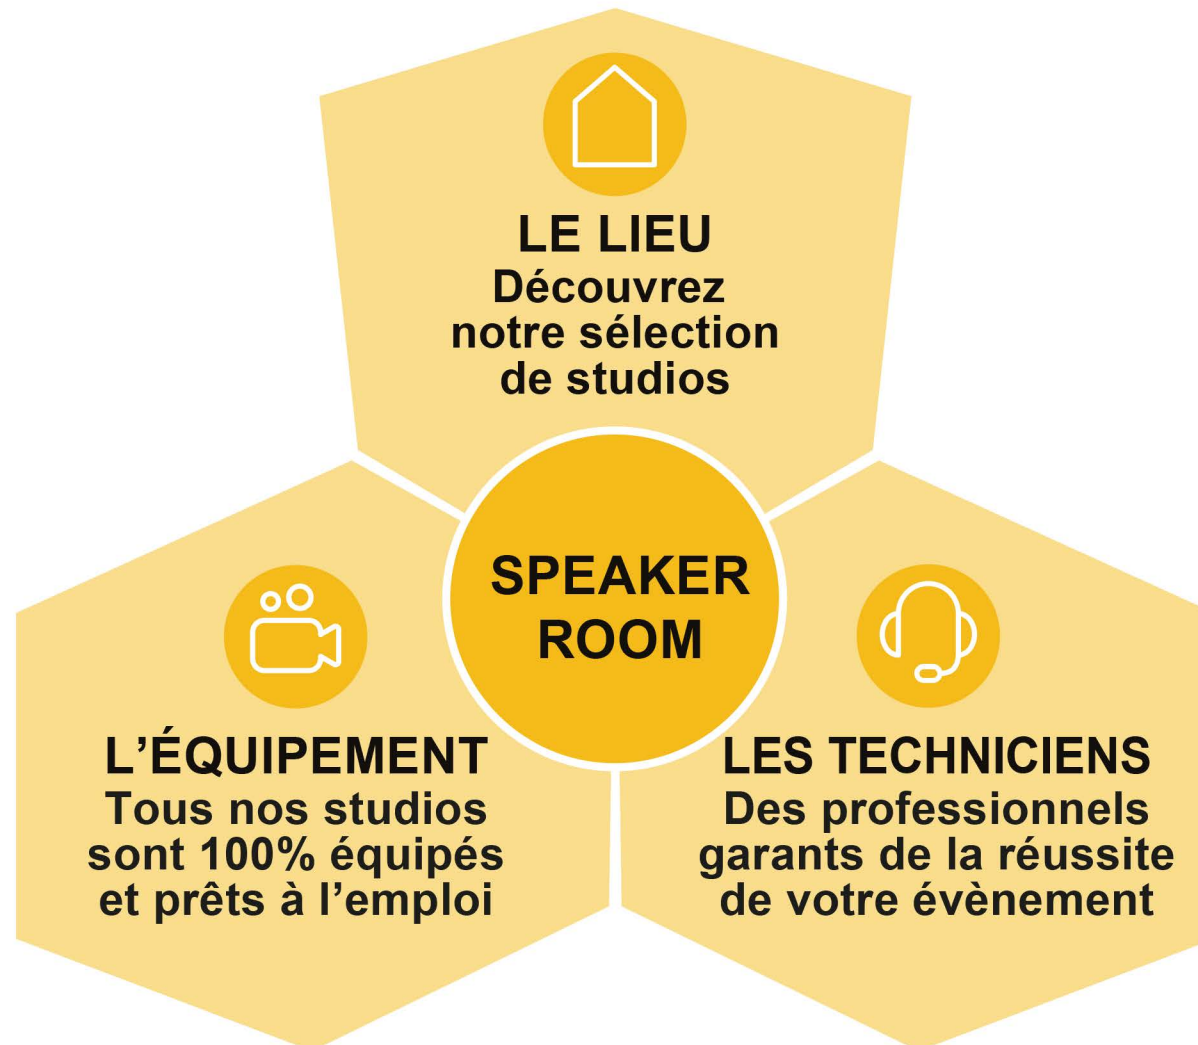 LE LIEU
Découvrez
notre sélection
de studios
SPEAKER
ROOM
L’ÉQUIPEMENT
Tous nos studios
sont 100% équipés
et prêts à l’emploi
LES TECHNICIENS
Des professionnels
garants de la réussite
de votre évènement